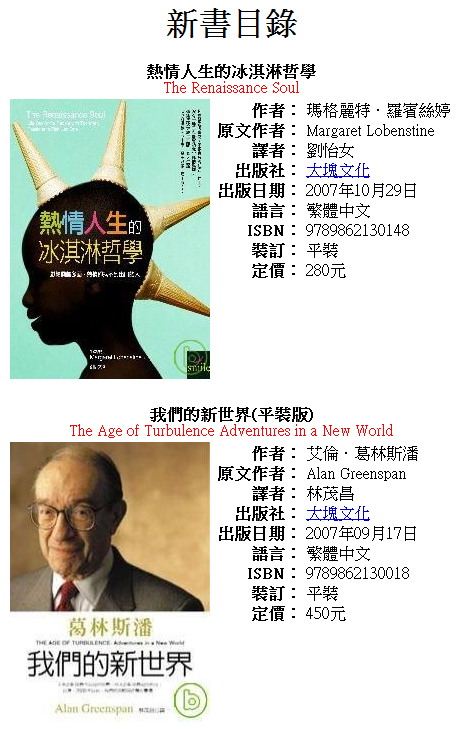 新書目錄
熱情人生的冰淇淋哲學
The Renaissance Soul
The Renaissance Soul
熱情人生的
冰淇淋哲學
Margaret Lobenstine
smile
作者： 瑪格麗特．羅賓絲婷
原文作者： Margaret Lobenstine
譯者： 劉怡女
出版社： 大塊文化
出版日期： 2007年10月29日
語言： 繁體中文
ISBN： 9789862130148
裝訂： 平裝
定價： 280元
我們的新世界(平裝版)
The Age of Turbulence Adventures in a New World
葛林斯潘
THE AGE OF TURBULENCE: Adventures in a New World
我們的新世界
Alan Greenspan
作者： 艾倫．葛林斯潘
原文作者： Alan Greenspan
譯者： 林茂昌
出版社： 大塊文化
出版日期： 2007年09月17日
語言： 繁體中文
ISBN： 9789862130018
裝訂： 平裝
定價： 450元